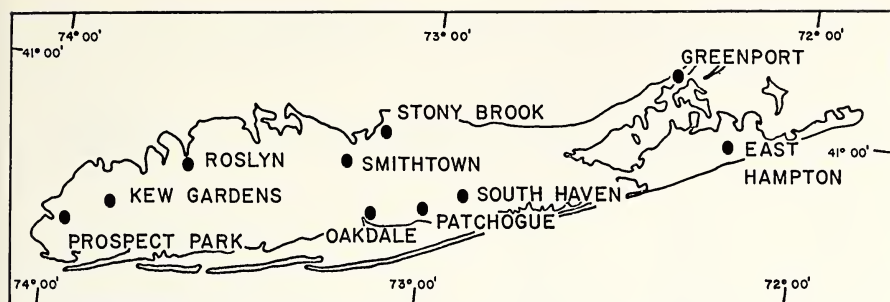 74°00'
73°00'
72°00'
41°00'
GREENPORT
STONY BROOK
ROSLYN
SMITHTOWN
EAST
HAMPTON
41°00'
KEW GARDENS
SOUTH HAVEN
PATCHOGUE
OAKDALE
PROSPECT PARK
74°00'
73°00'
72°00'